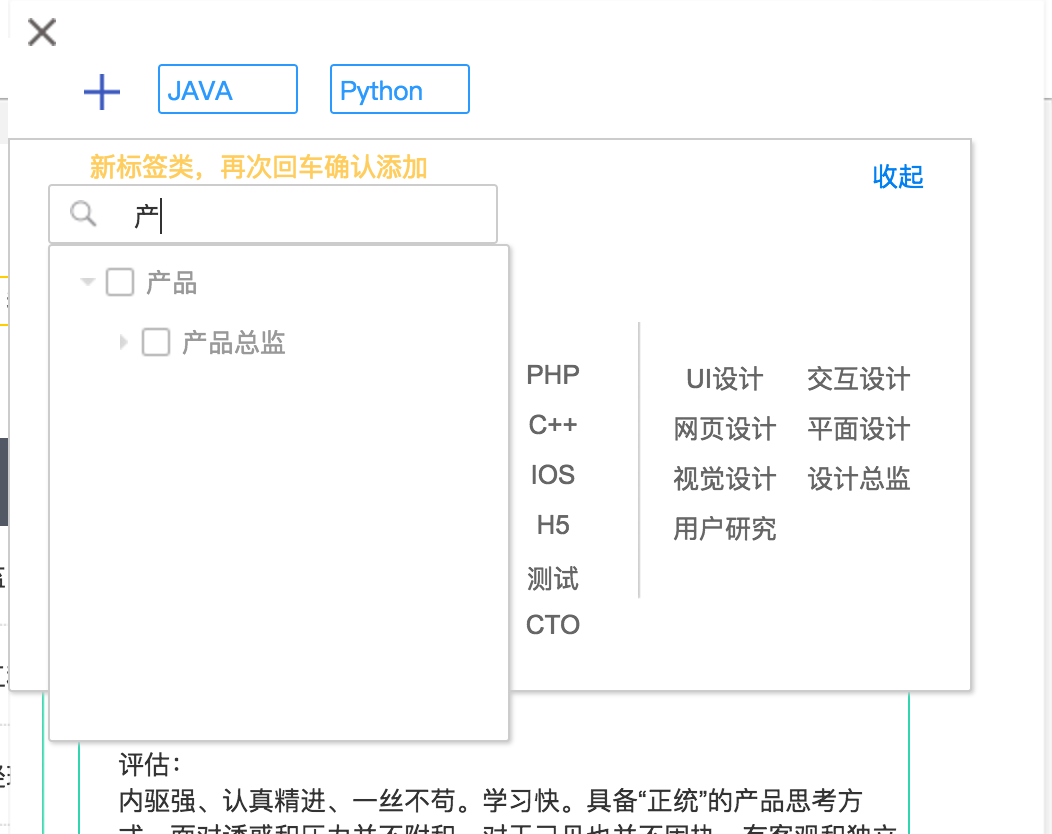 JAVA Python
新标签类，再次回车确认添加
收起
产
产品
产品总监
PHP
C++
IOS
H5
测试
CTO
UI设计 交互设计
网页设计 平面设计
视觉设计 设计总监
用户研究
评估：
内驱强、认真精进、一丝不苟。学习快。具备“正统”的产品思考方